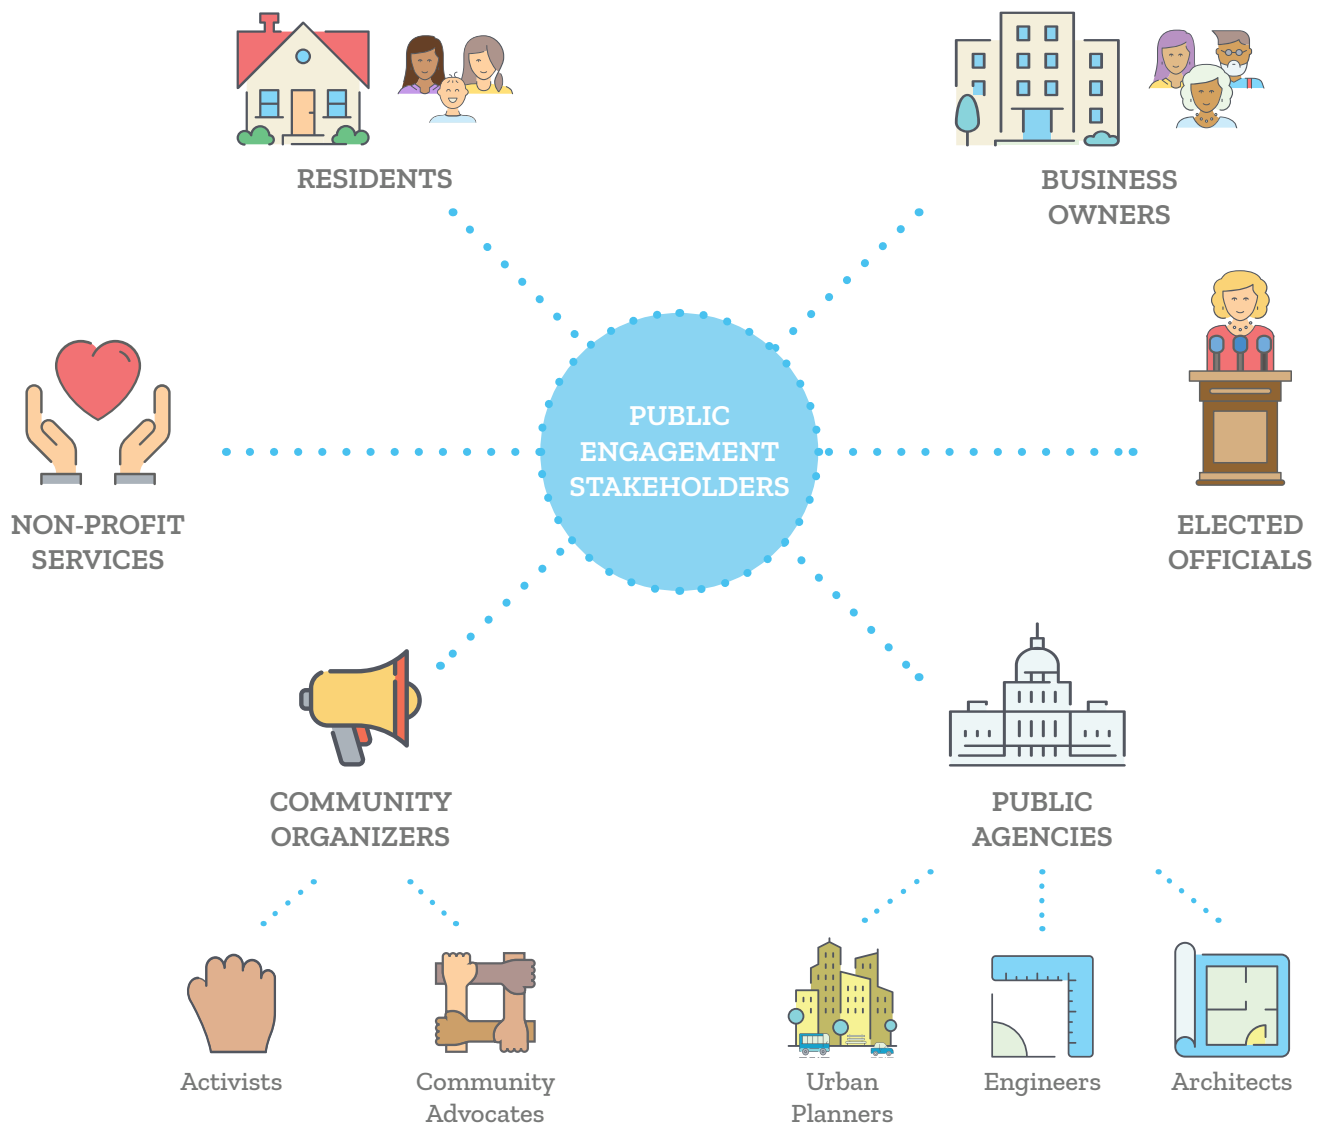 RESIDENTS
BUSINESS
OWNERS
PUBLIC
ENGAGEMENT
STAKEHOLDERS
NON-PROFIT
SERVICES
ELECTED
OFFICIALS
COMMUNITY
ORGANIZERS
PUBLIC
AGENCIES
Activists
Community
Advocates
Urban
Planners
Engineers
Architects